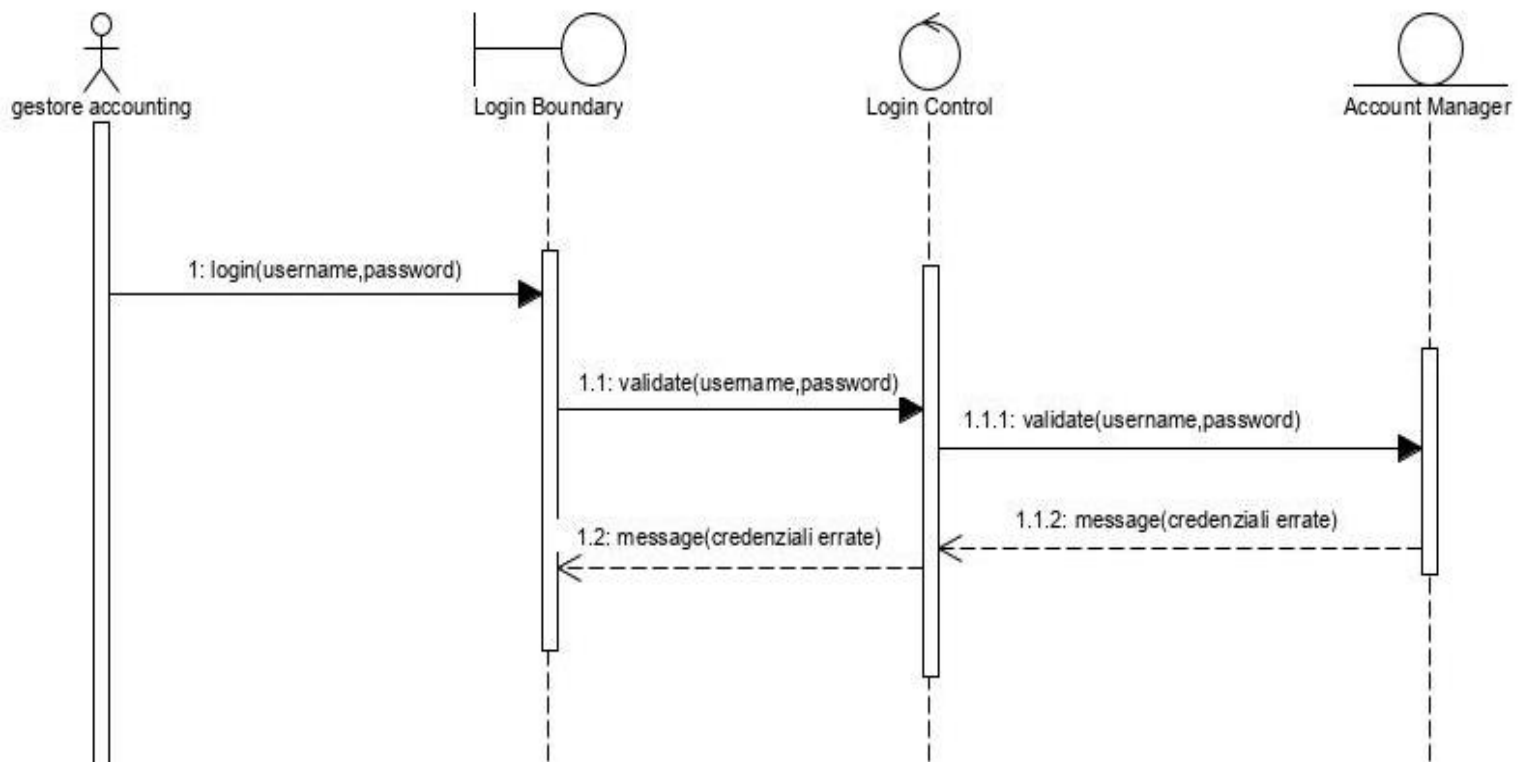 gestore accounting
Login Boundary
Login Control
Account Manager
1: login(username,password)
1.1: validate(username,password)
1.1.1: validate(username,password)
1.1.2: message(credenziali errate)
1.2: message(credenziali errate)